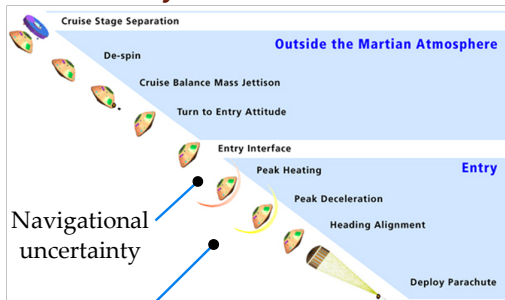 Cruise Stage Separation
Outside the Martian Atmosphere
De-spin
Cruise Balance Mass Jettison
Turn to Entry Attitude
Entry Interface
Entry
Peak Heating
Peak Deceleration
Navigational
uncertainty
Heading Alignment
Deploy Parachute